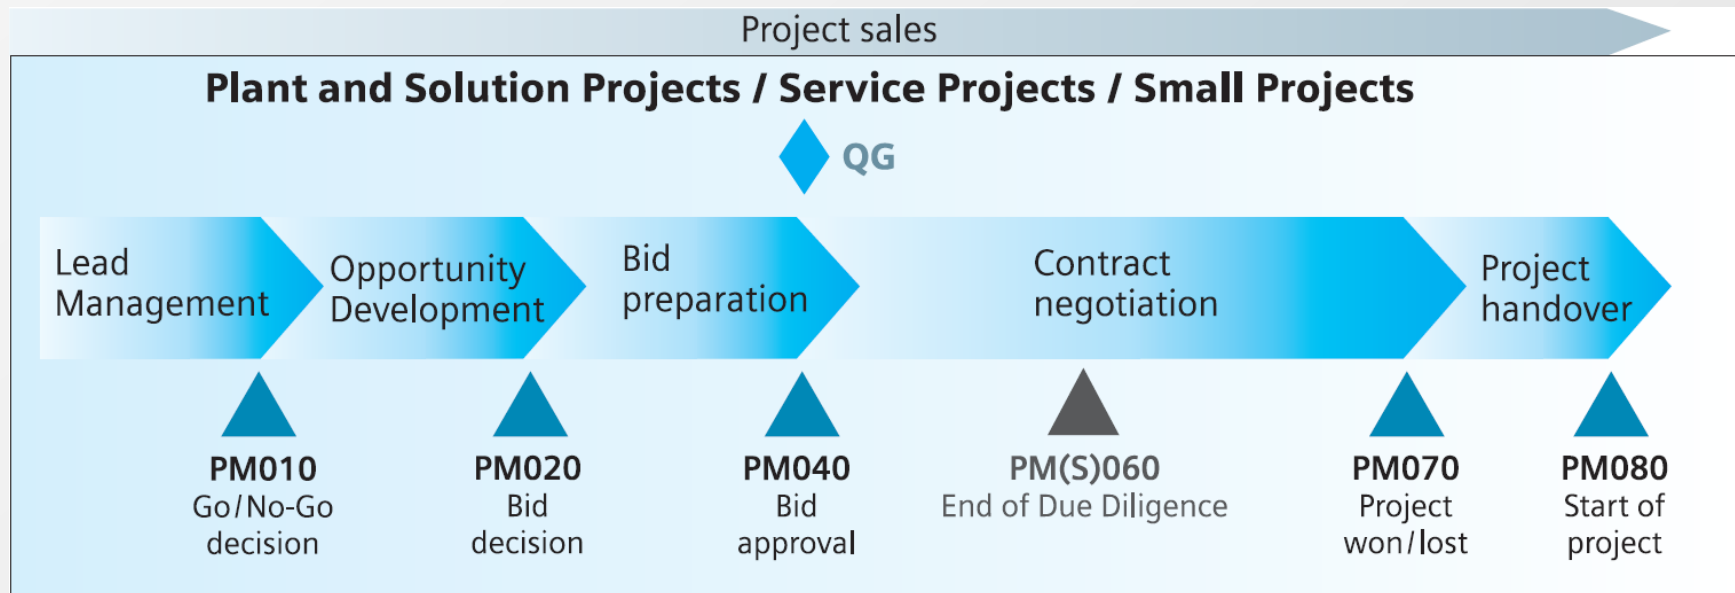 Project sales
Plant and Solution Projects / Service Projects / Small Projects
QG
Lead
Management
Opportunity
Development
Bid
preparation
Contract
negotiation
Project
handover
PM010
Go/No-Go
decision
PM020
Bid
decision
PM040
Bid
approval
PM(S)060
End of Due Diligence
PM070
Project
won/lost
PM080
Start of
project